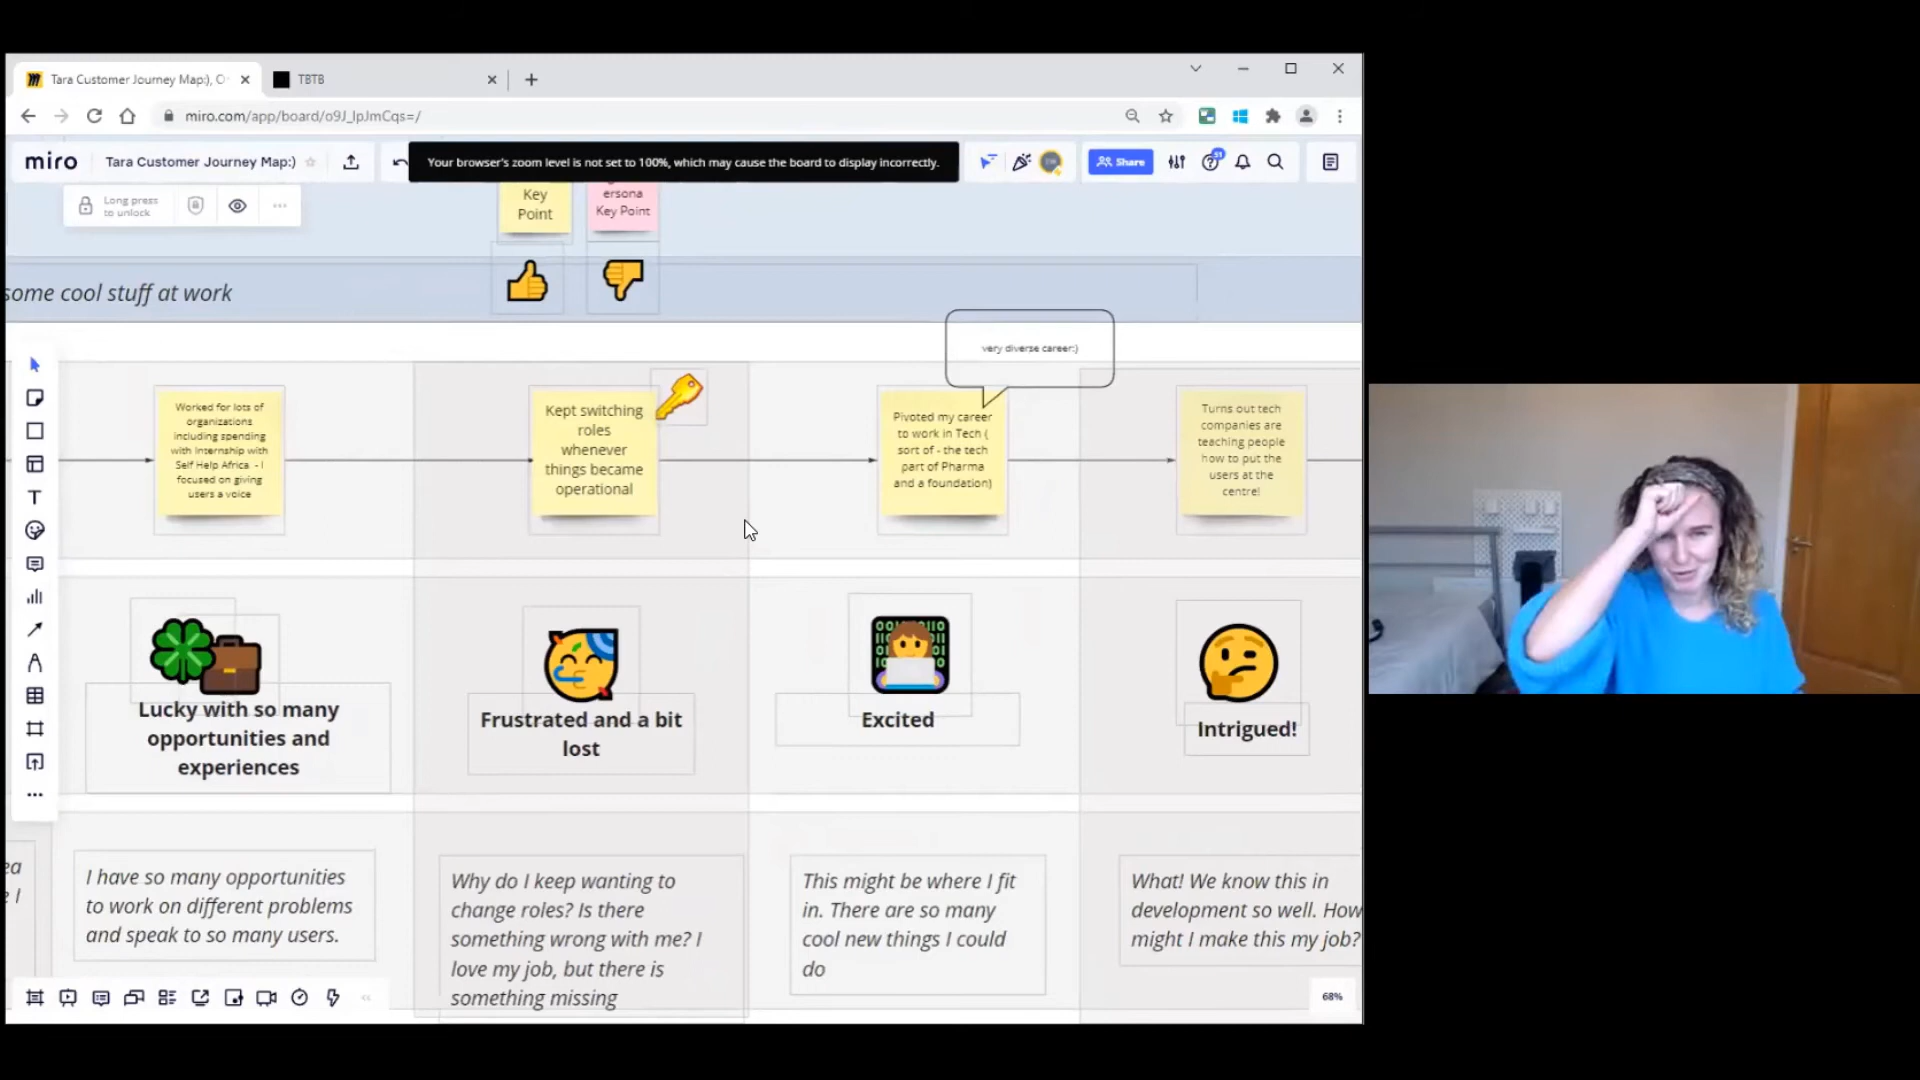 Tara Customer Journey Map:), O
TBTB
miro.com/app/board/o9J_lpJmCqs=/
miro
Tara Customer Journey Map:)
Your browser's zoom level is not set to 100%, which may cause the board to display incorrectly.
Share
Long press
to unlock
Key
Point
ersona
Key Point
some cool stuff at work
very diverse career:)
Worked for lots of
organizations
including spending
with Internship with
Self Help Africa - I
focused on giving
users a voice
Kept switching
roles
whenever
things became
operational
Pivoted my career
to work in Tech (
sort of - the tech
part of Pharma
and a foundation)
Turns out tech
companies are
teaching people
how to put the
users at the
centre!
Lucky with so many
opportunities and
experiences
Frustrated and a bit
lost
Excited
Intrigued!
ea
e I
I have so many opportunities
to work on different problems
and speak to so many users.
Why do I keep wanting to
change roles? Is there
something wrong with me? I
love my job, but there is
something missing
This might be where I fit
in. There are so many
cool new things I could
do
What! We know this in
development so well. How
might I make this my job?
68%